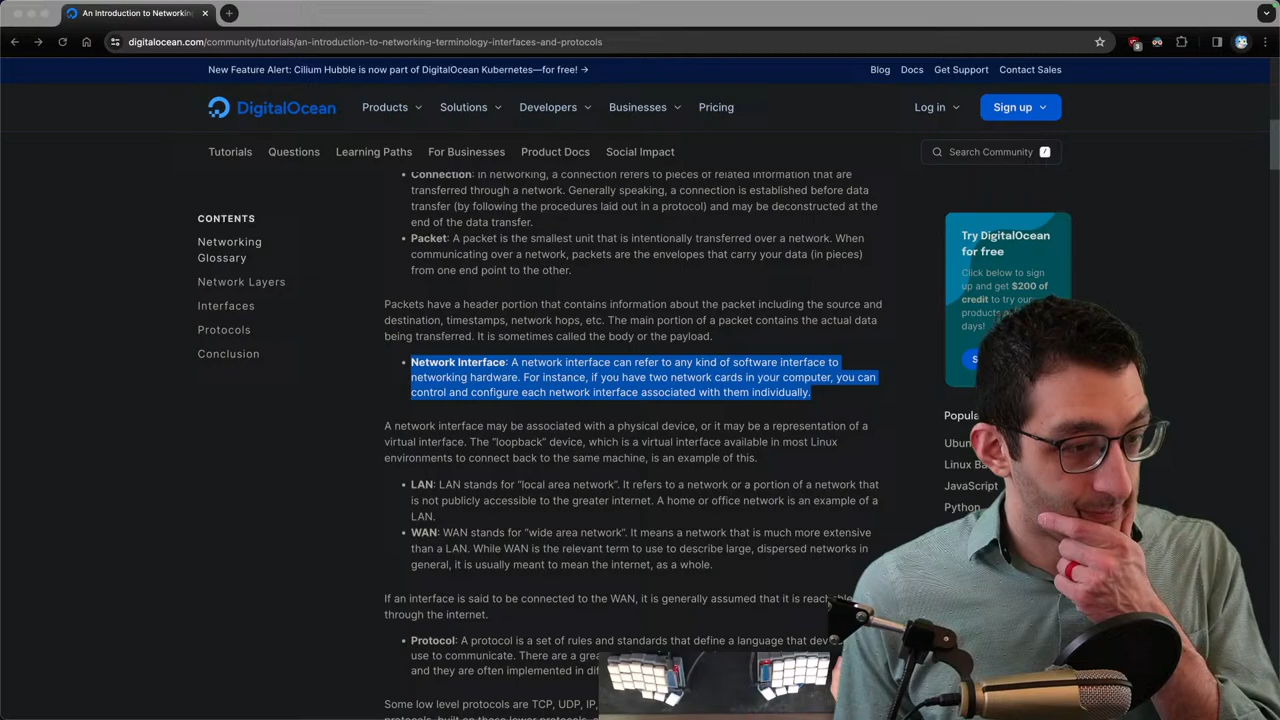 An Introduction to Networking
digitalocean.com/community/tutorials/an-introduction-to-networking-terminology-interfaces-and-protocols
3
New Feature Alert: Cilium Hubble is now part of DigitalOcean Kubernetes—for free! →
Blog Docs Get Support Contact Sales
DigitalOcean
Products Solutions Developers Businesses Pricing
Log in Sign up
Tutorials Questions Learning Paths For Businesses Product Docs Social Impact
Search Community /
CONTENTS
Networking
Glossary
Network Layers
Interfaces
Protocols
Conclusion
• Connection: In networking, a connection refers to pieces of related information that are
transferred through a network. Generally speaking, a connection is established before data
transfer (by following the procedures laid out in a protocol) and may be deconstructed at the
end of the data transfer.
• Packet: A packet is the smallest unit that is intentionally transferred over a network. When
communicating over a network, packets are the envelopes that carry your data (in pieces)
from one end point to the other.
Packets have a header portion that contains information about the packet including the source and
destination, timestamps, network hops, etc. The main portion of a packet contains the actual data
being transferred. It is sometimes called the body or the payload.
• Network Interface: A network interface can refer to any kind of software interface to
networking hardware. For instance, if you have two network cards in your computer, you can
control and configure each network interface associated with them individually.
A network interface may be associated with a physical device, or it may be a representation of a
virtual interface. The “loopback” device, which is a virtual interface available in most Linux
environments to connect back to the same machine, is an example of this.
• LAN: LAN stands for “local area network”. It refers to a network or a portion of a network that
is not publicly accessible to the greater internet. A home or office network is an example of a
LAN.
• WAN: WAN stands for “wide area network”. It means a network that is much more extensive
than a LAN. While WAN is the relevant term to use to describe large, dispersed networks in
general, it is usually meant to mean the internet, as a whole.
If an interface is said to be connected to the WAN, it is generally assumed that it is reachable
through the internet.
• Protocol: A protocol is a set of rules and standards that define a language that
use to communicate. There are a
and they are often implemented in
Some low level protocols are TCP, UDP, IP,
Try DigitalOcean
for free
Click below to sign
up and get $200 of
credit to try our
products
days!
JavaScript
Python